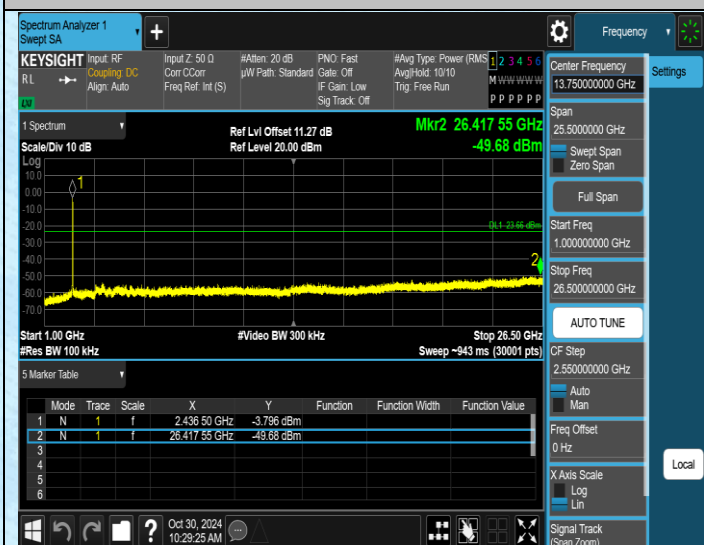 Spectrum Analyzer 1
Swept SA
+
Frequency
KEYSIGHT
Input: RF
Input Z: 50 Ω
#Atten: 20 dB
PNO: Fast
#Avg Type: Power (RMS
1 2 3 4 5 6
R L
Coupling: DC
Corr CCorr
µW Path: Standard
Gate: Off
Avg|Hold: 10/10
M W W W W W
Align: Auto
Freq Ref: Int (S)
IF Gain: Low
Trig: Free Run
Sig Track: Off
P P P P P P
1 Spectrum
Scale/Div 10 dB
Ref Lvl Offset 11.27 dB
Ref Level 20.00 dBm
Mkr2 26.417 55 GHz
-49.68 dBm
Log
10.0
0.00
-10.0
-20.0
-30.0
-40.0
-50.0
-60.0
-70.0
1
DL1 -23.66 dBm
2
Start 1.00 GHz
#Video BW 300 kHz
Stop 26.50 GHz
#Res BW 100 kHz
Sweep ~943 ms (30001 pts)
5 Marker Table
Mode Trace Scale X Y Function Function Width Function Value
1 N 1 f 2.436 50 GHz -3.796 dBm
2 N 1 f 26.417 55 GHz -49.68 dBm
3
4
5
6
Oct 30, 2024
10:29:25 AM
?
Center Frequency
13.750000000 GHz
Settings
Span
25.5000000 GHz
Swept Span
Zero Span
Full Span
Start Freq
1.000000000 GHz
Stop Freq
26.500000000 GHz
AUTO TUNE
CF Step
2.550000000 GHz
Auto
Man
Freq Offset
0 Hz
X Axis Scale
Log
Lin
Signal Track
(Span Zoom)
Local